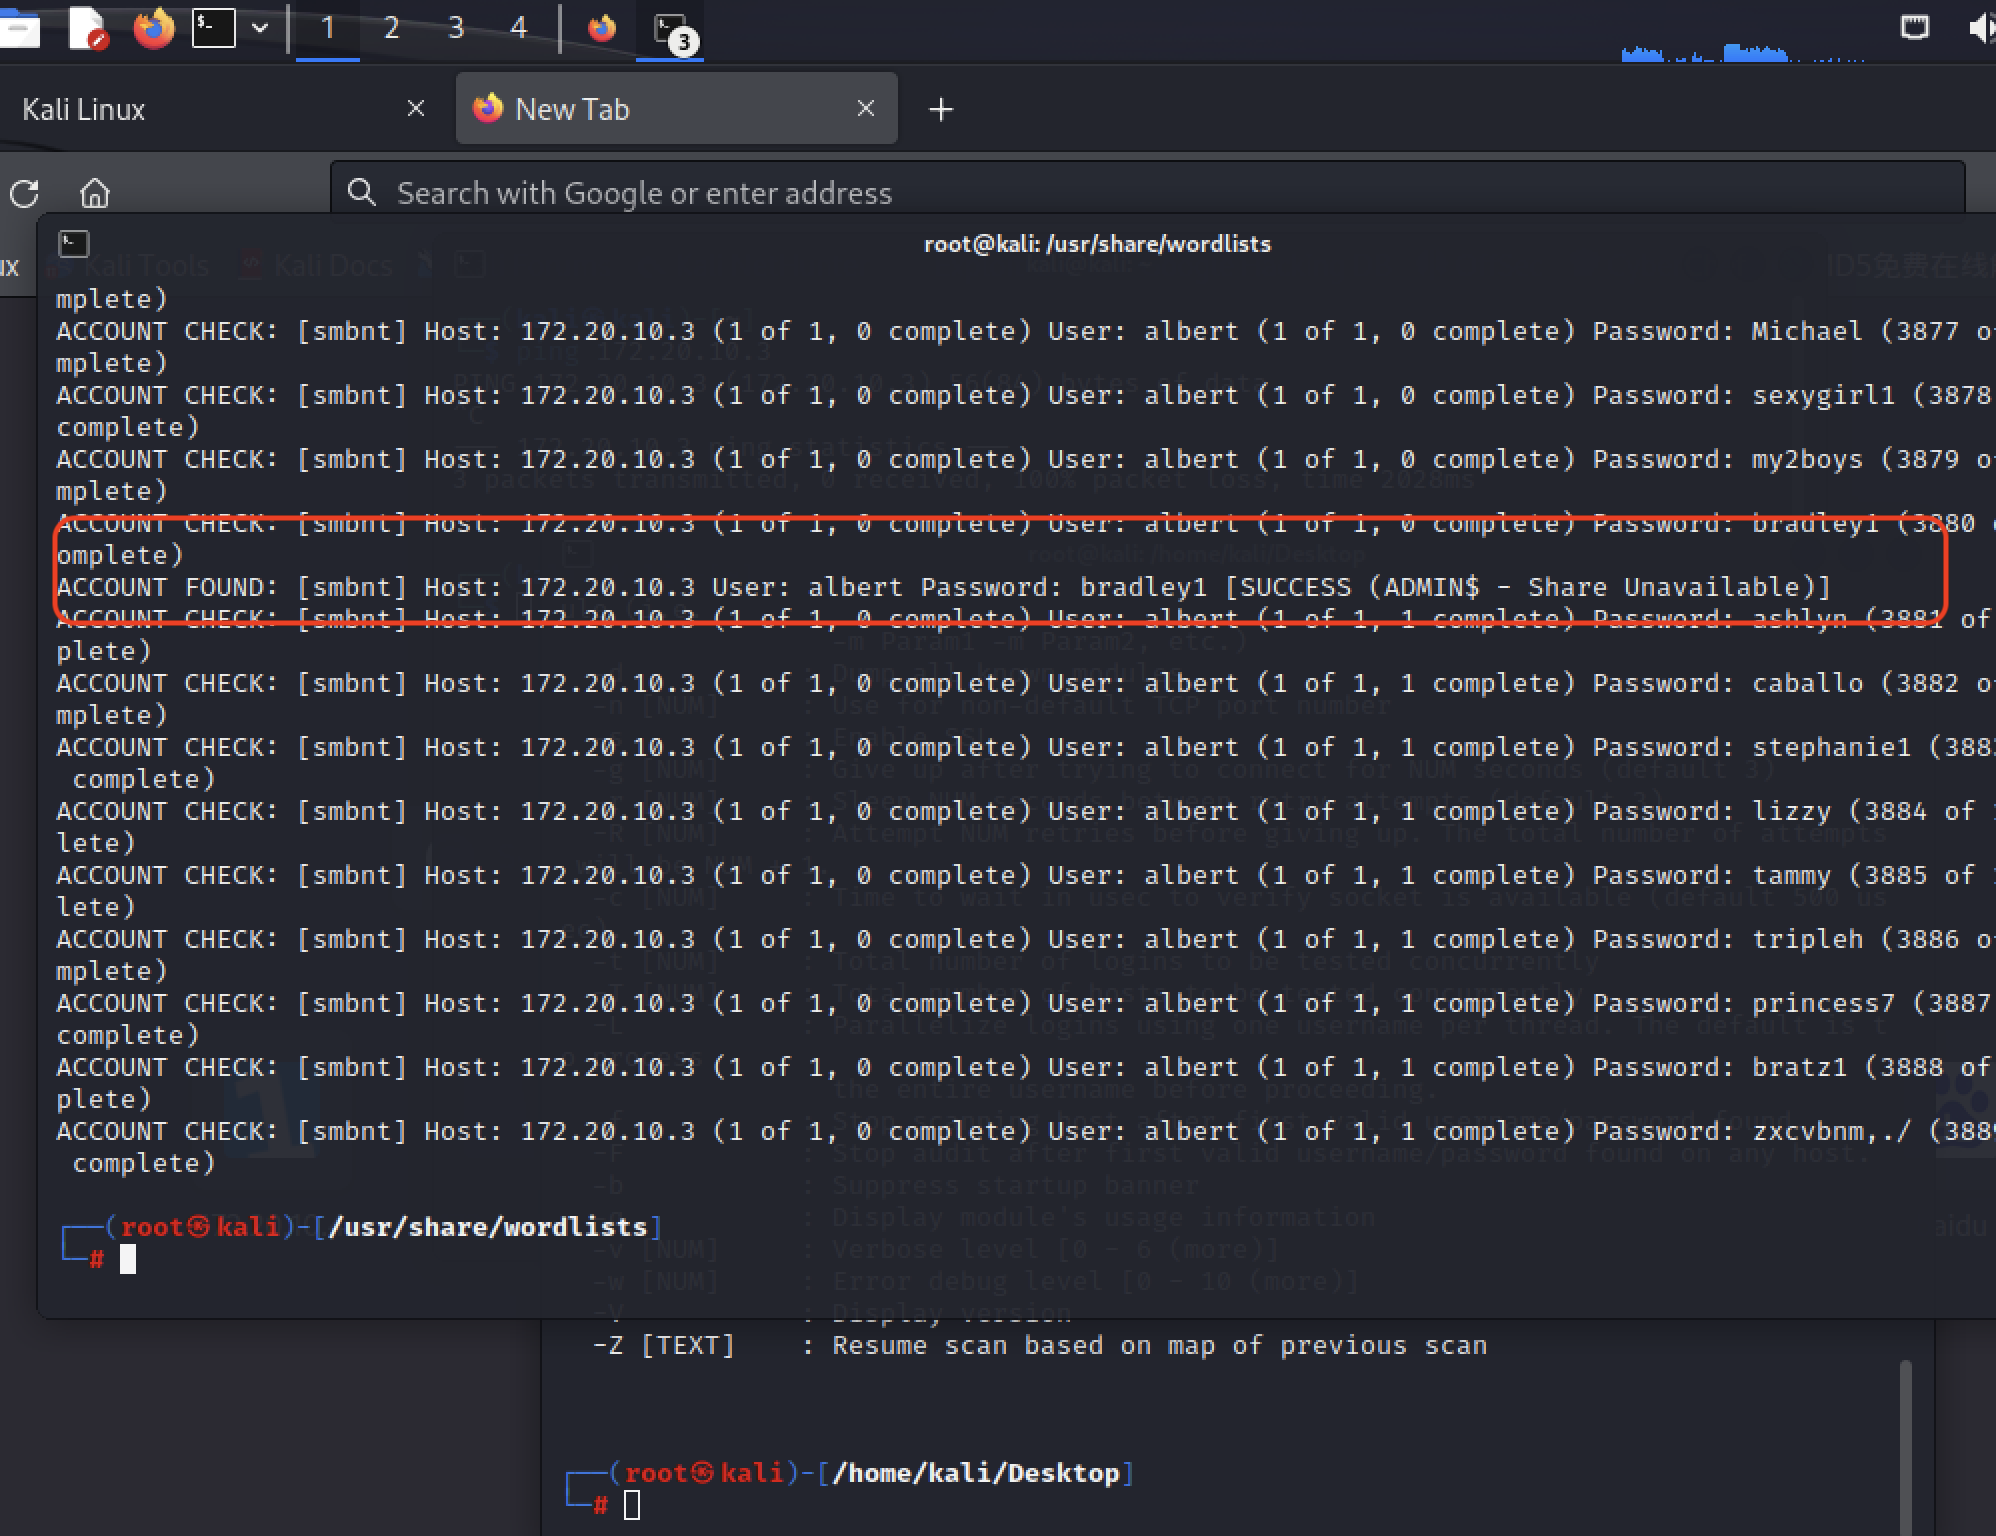 1 2 3 4 3
Kali Linux New Tab
Search with Google or enter address
root@kali: /usr/share/wordlists
ux Kali Tools Kali Docs kali@kali: ~ ID5免费在线
mplete)
ACCOUNT CHECK: [smbnt] Host: 172.20.10.3 (1 of 1, 0 complete) User: albert (1 of 1, 0 complete) Password: Michael (3877 of
mplete)
ACCOUNT CHECK: [smbnt] Host: 172.20.10.3 (1 of 1, 0 complete) User: albert (1 of 1, 0 complete) Password: sexygirl1 (3878
complete)
ACCOUNT CHECK: [smbnt] Host: 172.20.10.3 (1 of 1, 0 complete) User: albert (1 of 1, 0 complete) Password: my2boys (3879 of
mplete)
ACCOUNT CHECK: [smbnt] Host: 172.20.10.3 (1 of 1, 0 complete) User: albert (1 of 1, 0 complete) Password: bradley1 (3880
omplete)
ACCOUNT FOUND: [smbnt] Host: 172.20.10.3 User: albert Password: bradley1 [SUCCESS (ADMIN$ - Share Unavailable)]
ACCOUNT CHECK: [smbnt] Host: 172.20.10.3 (1 of 1, 0 complete) User: albert (1 of 1, 1 complete) Password: ashlyn (3881 of
plete)
ACCOUNT CHECK: [smbnt] Host: 172.20.10.3 (1 of 1, 0 complete) User: albert (1 of 1, 1 complete) Password: caballo (3882 of
mplete)
ACCOUNT CHECK: [smbnt] Host: 172.20.10.3 (1 of 1, 0 complete) User: albert (1 of 1, 1 complete) Password: stephanie1 (3883
complete)
ACCOUNT CHECK: [smbnt] Host: 172.20.10.3 (1 of 1, 0 complete) User: albert (1 of 1, 1 complete) Password: lizzy (3884 of
lete)
ACCOUNT CHECK: [smbnt] Host: 172.20.10.3 (1 of 1, 0 complete) User: albert (1 of 1, 1 complete) Password: tammy (3885 of
lete)
ACCOUNT CHECK: [smbnt] Host: 172.20.10.3 (1 of 1, 0 complete) User: albert (1 of 1, 1 complete) Password: tripleh (3886 of
mplete)
ACCOUNT CHECK: [smbnt] Host: 172.20.10.3 (1 of 1, 0 complete) User: albert (1 of 1, 1 complete) Password: princess7 (3887
complete)
ACCOUNT CHECK: [smbnt] Host: 172.20.10.3 (1 of 1, 0 complete) User: albert (1 of 1, 1 complete) Password: bratz1 (3888 of
plete)
ACCOUNT CHECK: [smbnt] Host: 172.20.10.3 (1 of 1, 0 complete) User: albert (1 of 1, 1 complete) Password: zxcvbnm,./ (3889
complete)
(root㉿kali)-[/usr/share/wordlists]
#
-Z [TEXT] : Resume scan based on map of previous scan
(root㉿kali)-[/home/kali/Desktop]
#